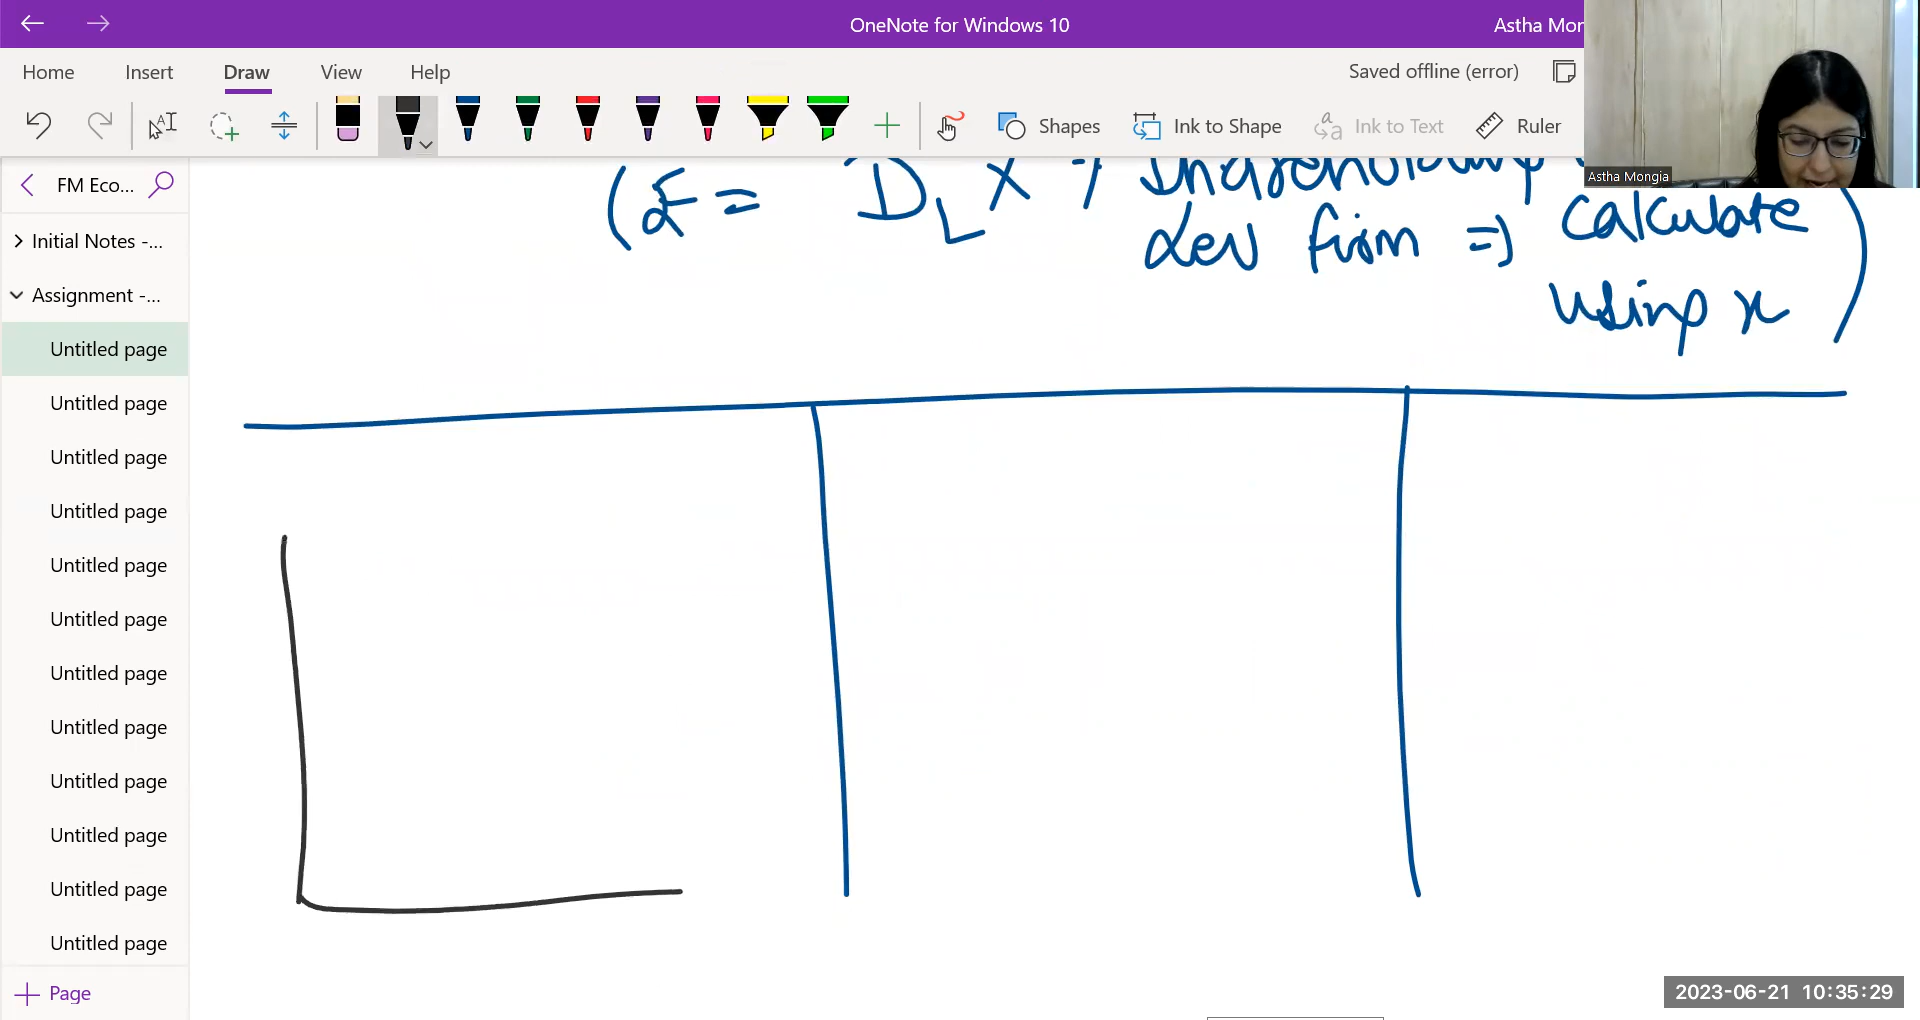 OneNote for Windows 10
Astha Mon
Home Insert Draw View Help
Saved offline (error)
Shapes
Ink to Shape
Ink to Text
Ruler
Astha Mongia
FM Eco...
Initial Notes -...
Assignment -...
Untitled page
Untitled page
Untitled page
Untitled page
Untitled page
Untitled page
Untitled page
Untitled page
Untitled page
Untitled page
Untitled page
Untitled page
Page
(£ = D_L x % Shareholding
Lev firm => calculate
using x)
2023-06-21 10:35:29